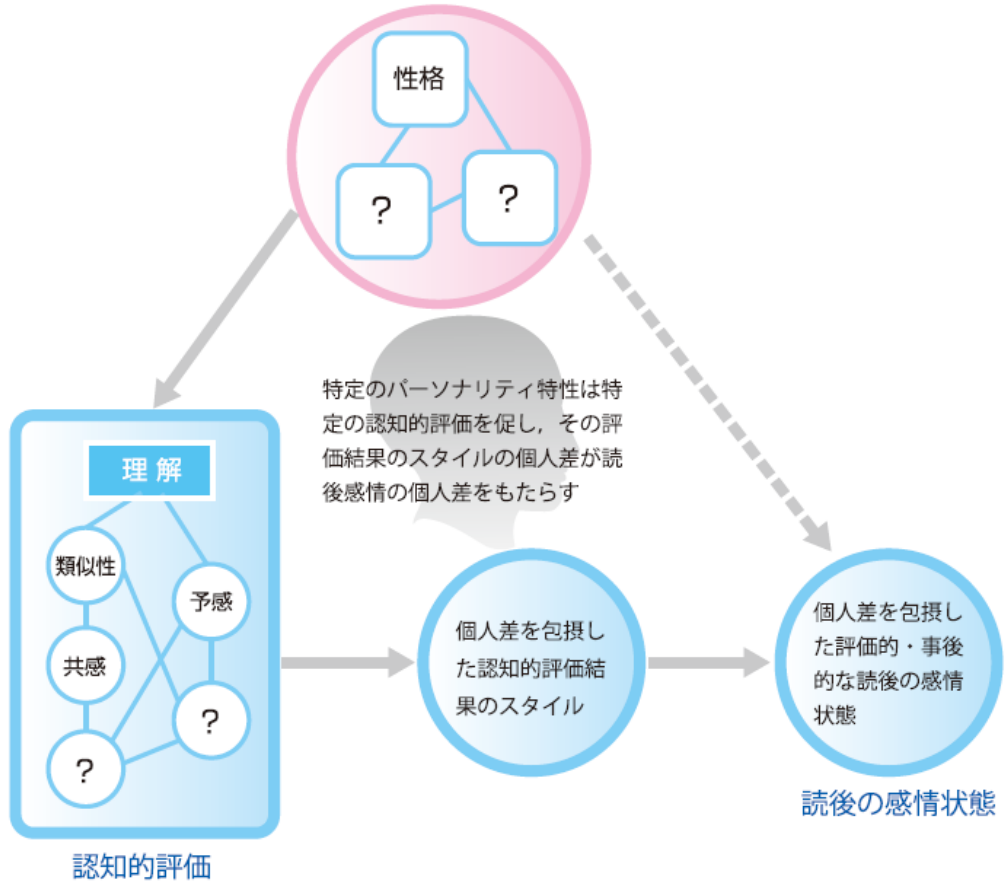 性格
?
?
特定のパーソナリティ特性は特
定の認知的評価を促し，その評
価結果のスタイルの個人差が読
後感情の個人差をもたらす
理解
類似性
予感
共感
?
?
個人差を包摂し
た認知的評価結
果のスタイル
個人差を包摂し
た評価的・事後
的な読後の感情
状態
読後の感情状態
認知的評価